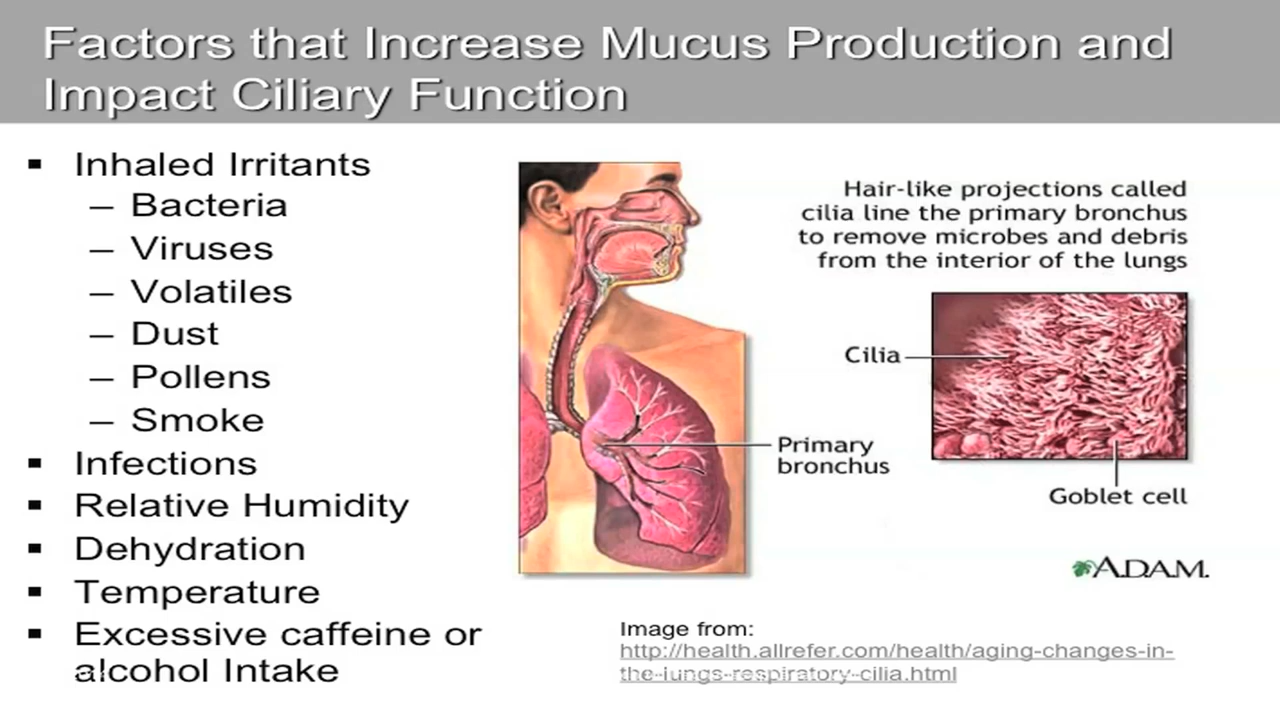 Factors that Increase Mucus Production and
Impact Ciliary Function
▪ Inhaled Irritants
– Bacteria
– Viruses
– Volatiles
– Dust
– Pollens
– Smoke
▪ Infections
▪ Relative Humidity
▪ Dehydration
▪ Temperature
▪ Excessive caffeine or
alcohol Intake
Hair-like projections called
cilia line the primary bronchus
to remove microbes and debris
from the interior of the lungs
Cilia
Primary
bronchus
Goblet cell
A.D.A.M.
Image from:
http://health.allrefer.com/health/aging-changes-in-
the-lungs-respiratory-cilia.html